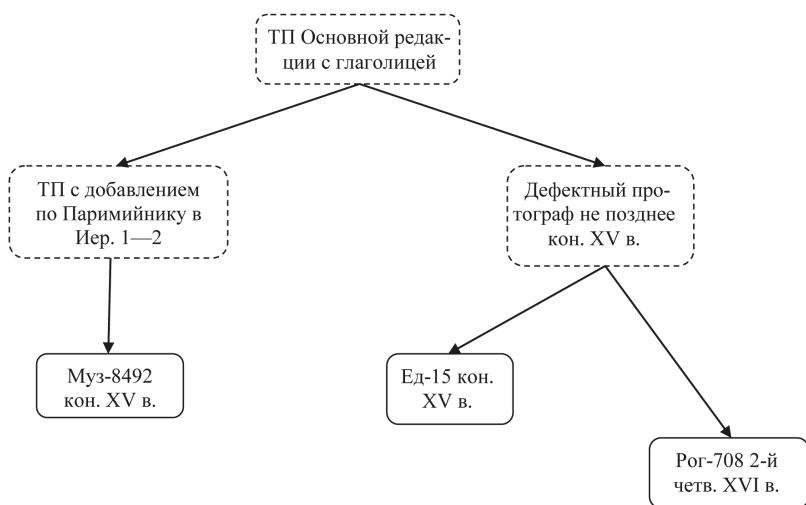 ТП Основной редак-
ции с глаголицей
ТП с добавлением
по Паримийнику в
Иер. 1—2
Дефектный про-
тограф не позднее
кон. XV в.
Муз-8492
кон. XV в.
Ед-15 кон.
XV в.
Рог-708 2-й
четв. XVI в.